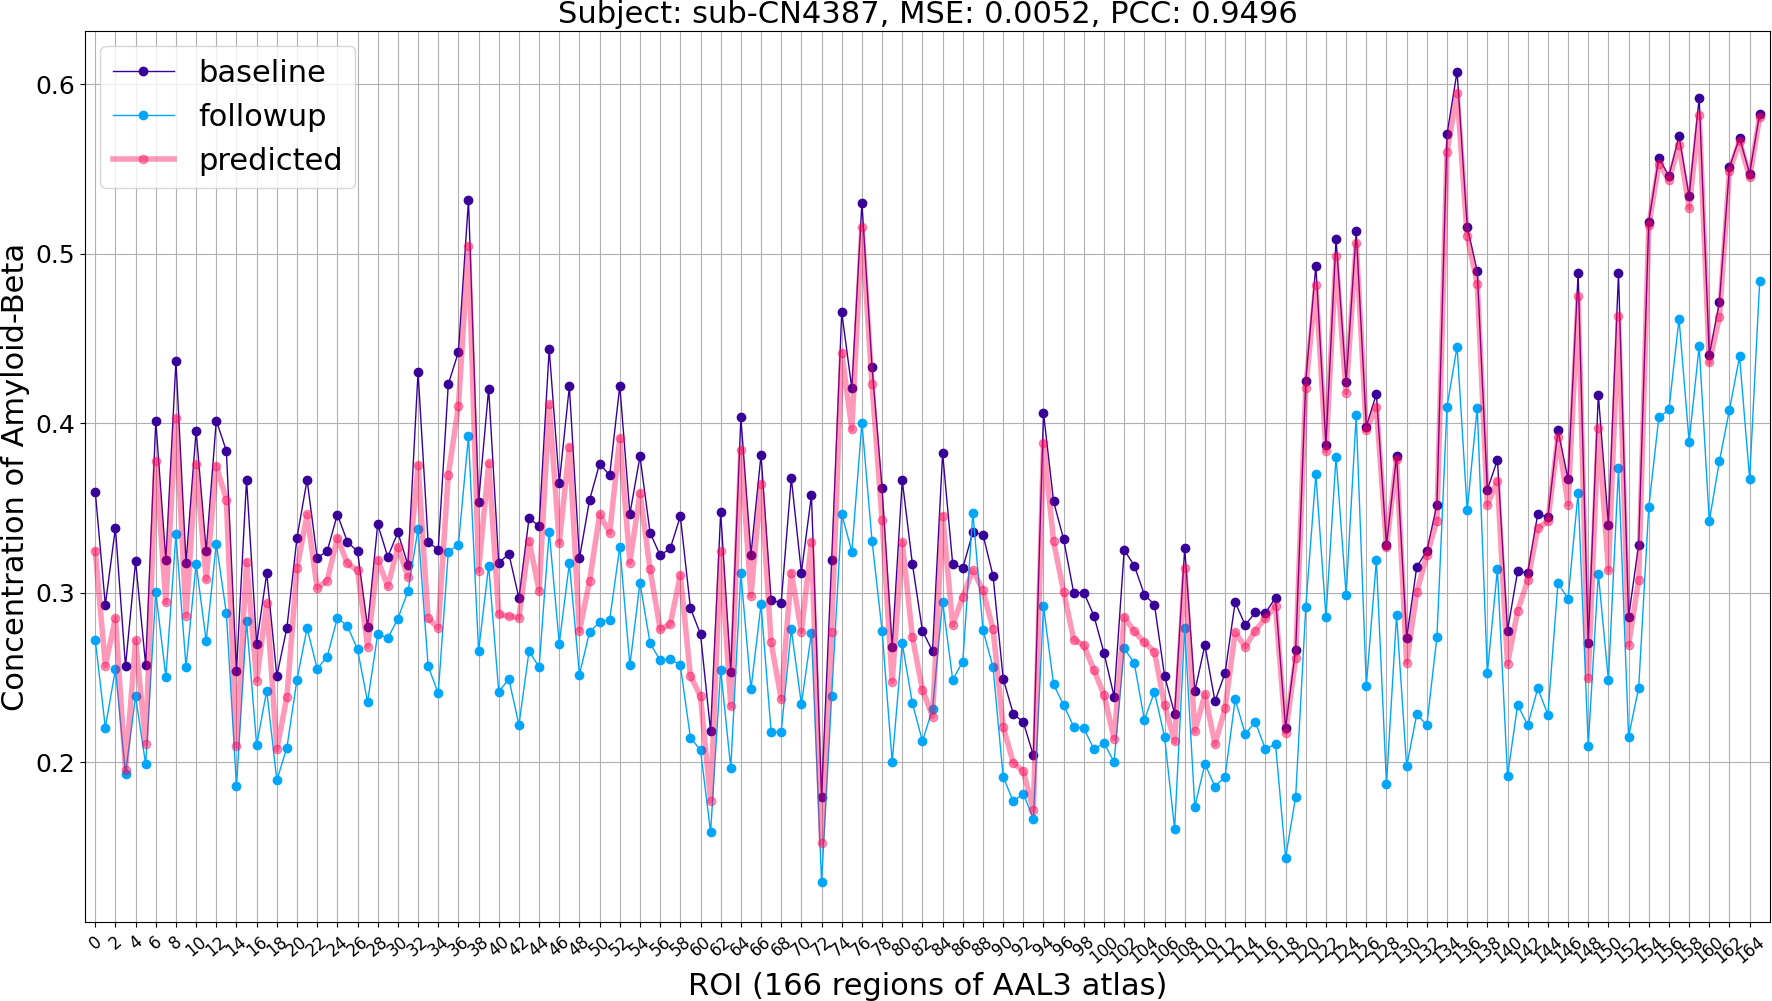 Subject: sub-CN4387, MSE: 0.0052, PCC: 0.9496
baseline
followup
predicted
Concentration of Amyloid-Beta
0.6
0.5
0.4
0.3
0.2
0 2 4 6 8 10 12 14 16 18 20 22 24 26 28 30 32 34 36 38 40 42 44 46 48 50 52 54 56 58 60 62 64 66 68 70 72 74 76 78 80 82 84 86 88 90 92 94 96 98 100 102 104 106 108 110 112 114 116 118 120 122 124 126 128 130 132 134 136 138 140 142 144 146 148 150 152 154 156 158 160 162 164
ROI (166 regions of AAL3 atlas)